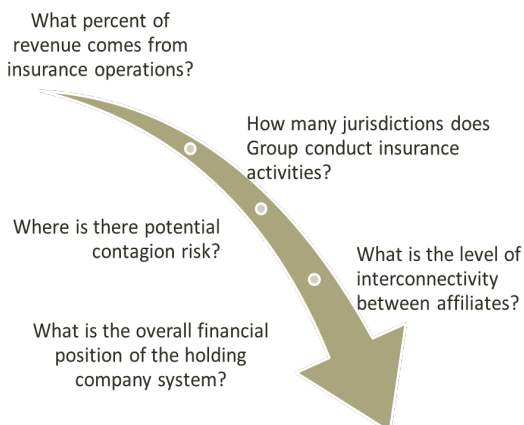 What percent of
revenue comes from
insurance operations?
How many jurisdictions does
Group conduct insurance
activities?
Where is there potential
contagion risk?
What is the level of
interconnectivity
between affiliates?
What is the overall financial
position of the holding
company system?